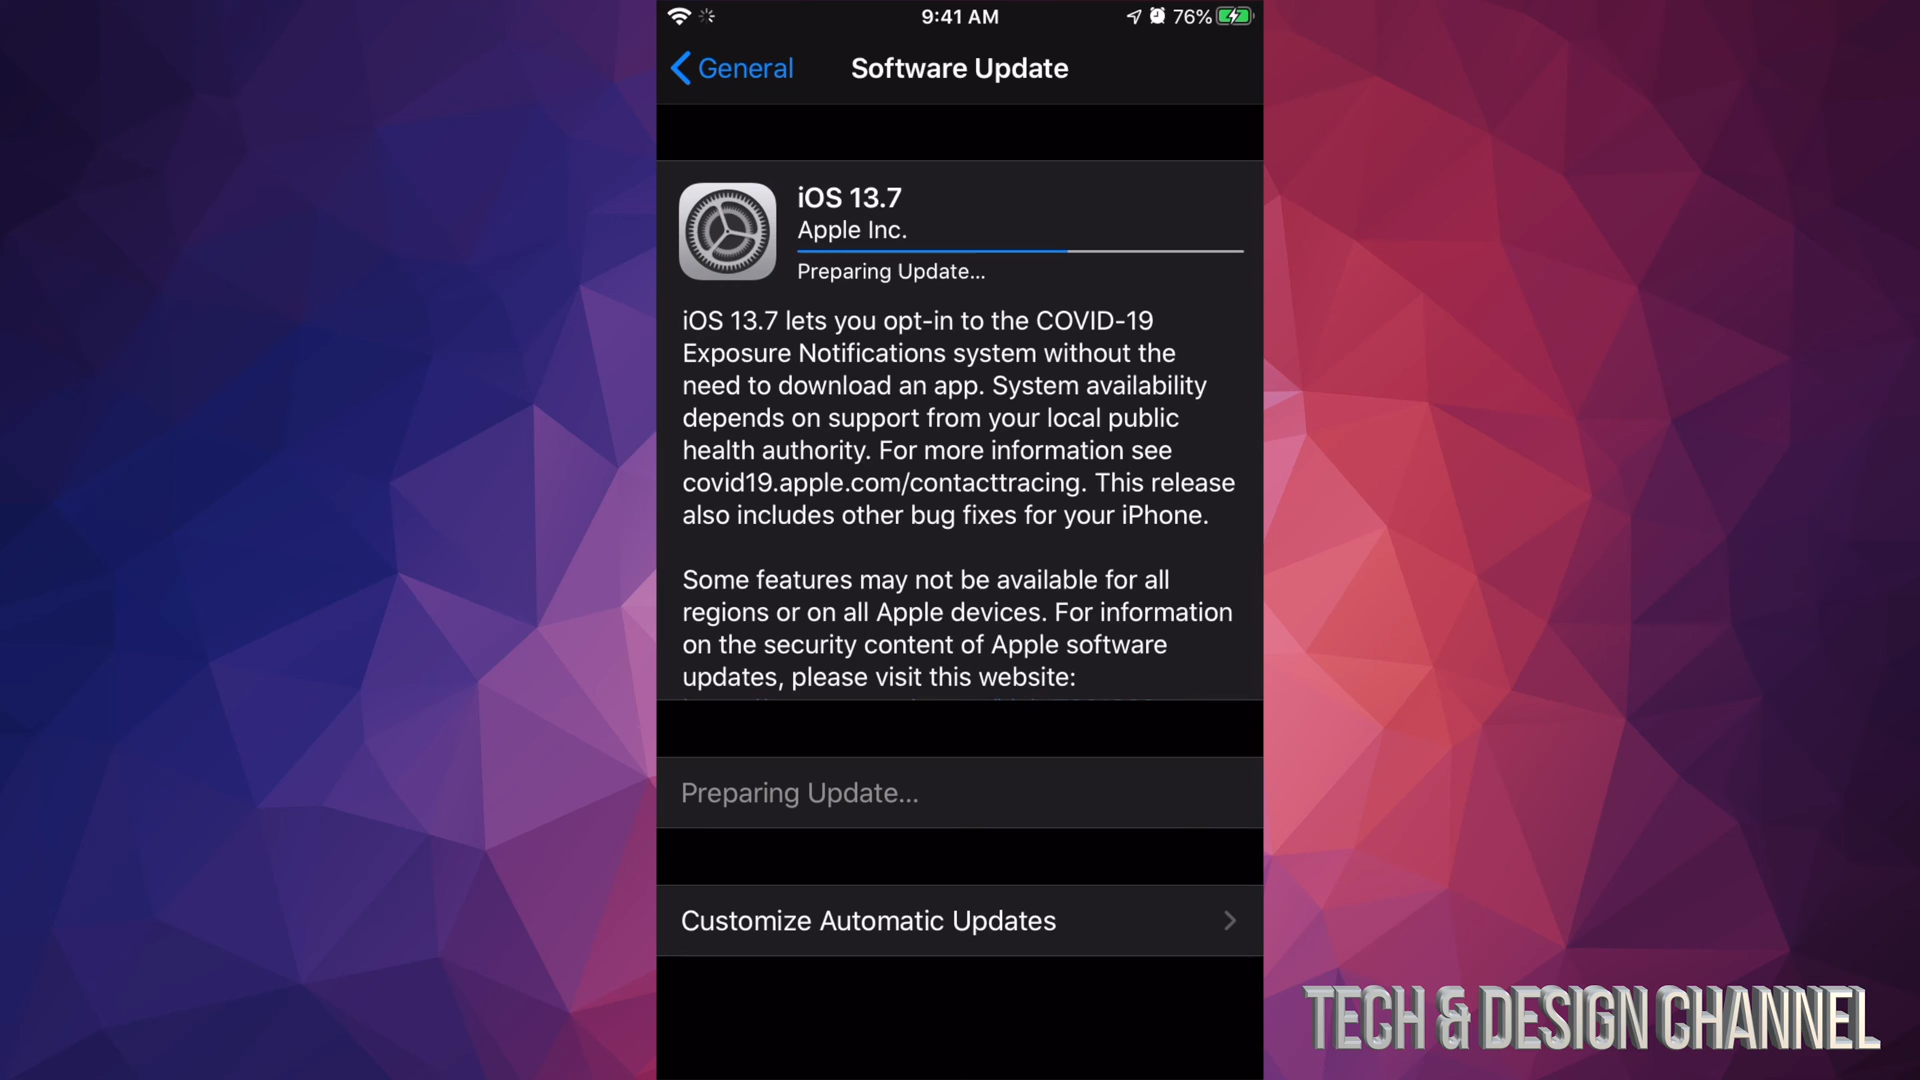 9:41 AM
76%
General
Software Update
iOS 13.7
Apple Inc.
Preparing Update...
iOS 13.7 lets you opt-in to the COVID-19
Exposure Notifications system without the
need to download an app. System availability
depends on support from your local public
health authority. For more information see
covid19.apple.com/contacttracing. This release
also includes other bug fixes for your iPhone.
Some features may not be available for all
regions or on all Apple devices. For information
on the security content of Apple software
updates, please visit this website:
Preparing Update...
Customize Automatic Updates
TECH & DESIGN CHANNEL